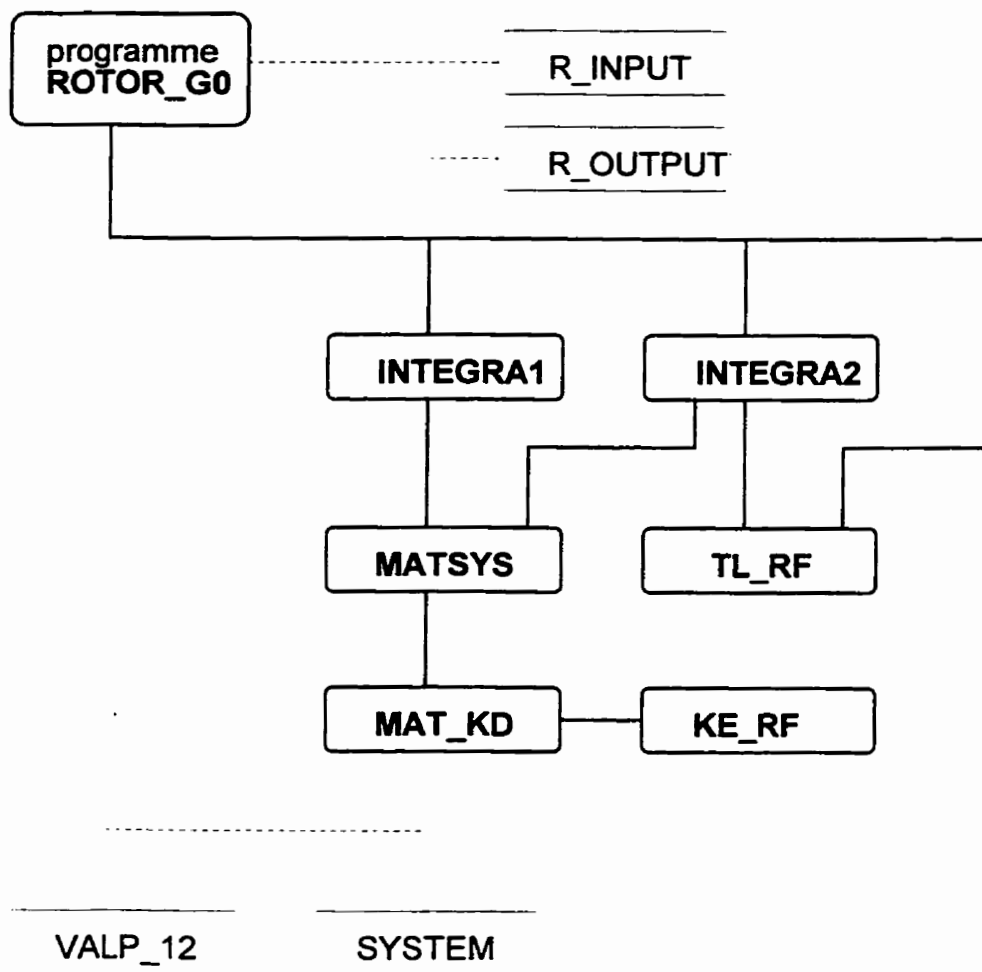 programme
ROTOR_G0
R_INPUT
R_OUTPUT
INTEGRA1
INTEGRA2
MATSYS
TL_RF
MAT_KD
KE_RF
VALP_12
SYSTEM